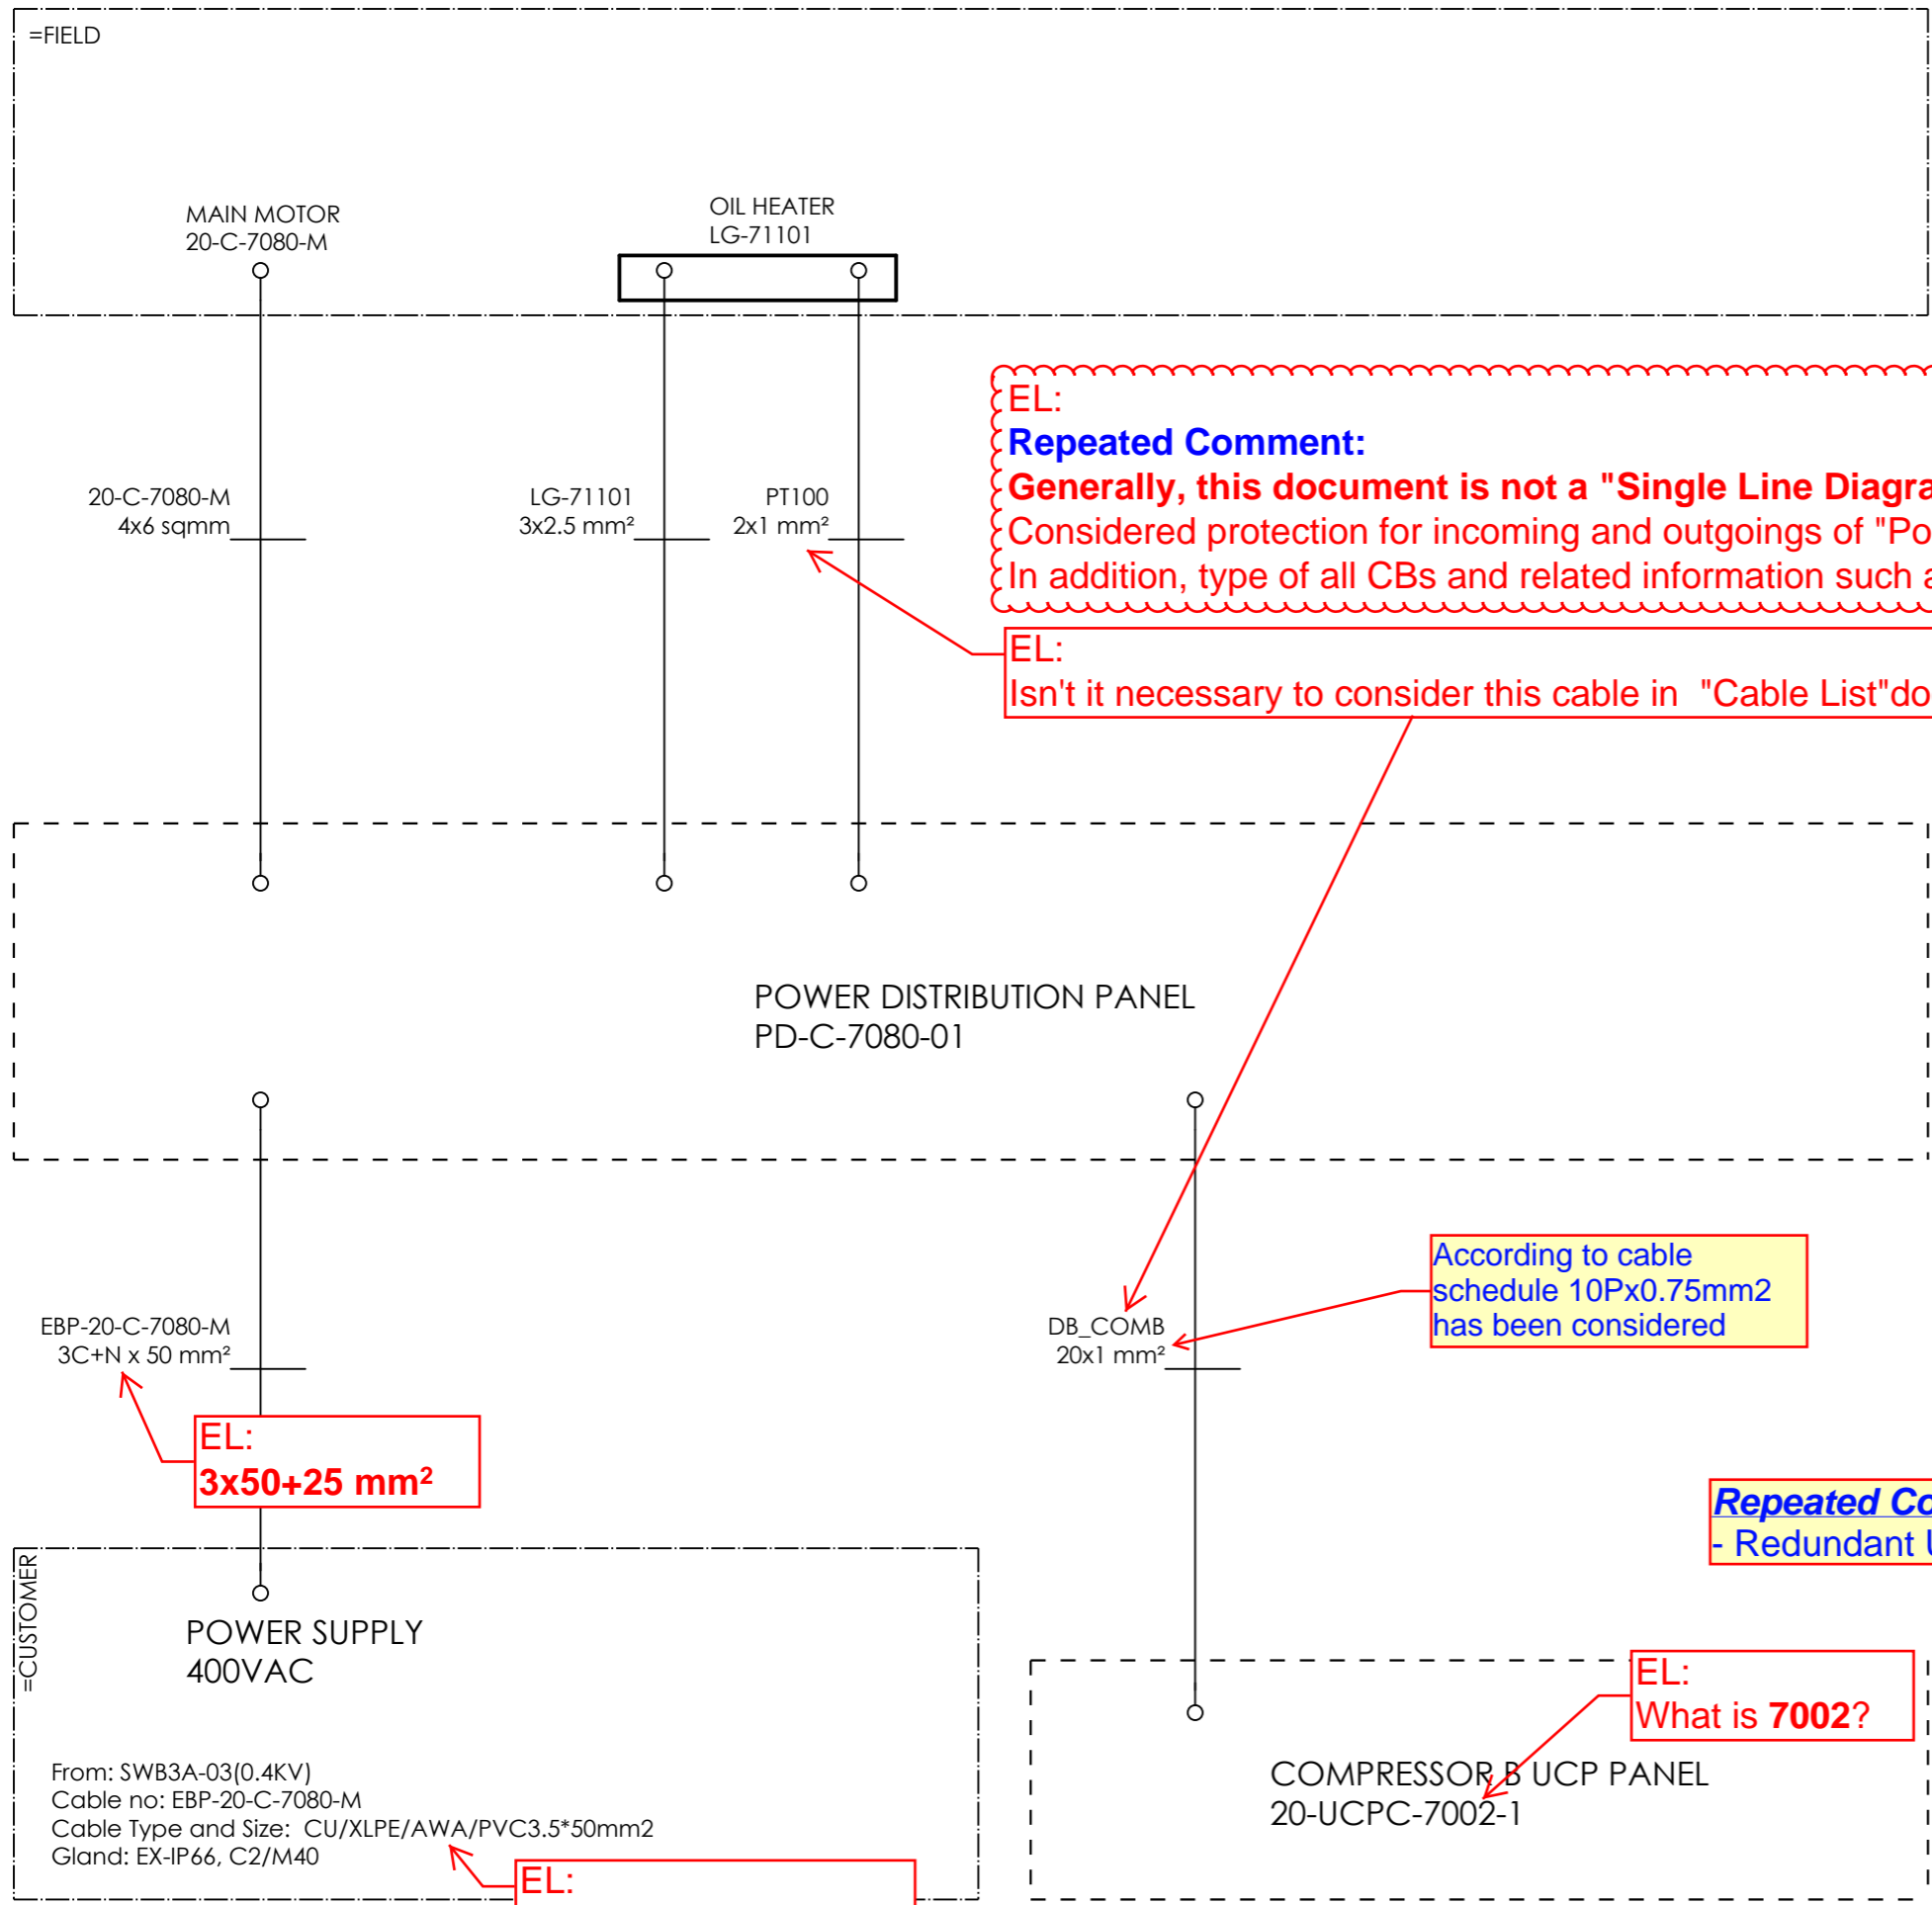 =FIELD
MAIN MOTOR
20-C-7080-M
OIL HEATER
LG-71101
20-C-7080-M
4x6 sqmm
LG-71101
3x2.5 mm²
PT100
2x1 mm²
EL:
Repeated Comment:
Generally, this document is not a "Single Line
Considered protection for incoming and outgoings of
In addition, type of all CBs and related information such
EL:
Isn't it necessary to consider this cable in "Cable List"
POWER DISTRIBUTION PANEL
PD-C-7080-01
EBP-20-C-7080-M
3C+N x 50 mm²
EL:
3x50+25 mm²
DB_COMB
20x1 mm²
According to cable
schedule 10Px0.75mm2
has been considered
Repeated
- Redundant
=CUSTOMER
POWER SUPPLY
400VAC
From: SWB3A-03(0.4KV)
Cable no: EBP-20-C-7080-M
Cable Type and Size: CU/XLPE/AWA/PVC3.5*50mm2
Gland: EX-IP66, C2/M40
EL:
EL:
What is 7002?
COMPRESSOR B UCP PANEL
20-UCPC-7002-1